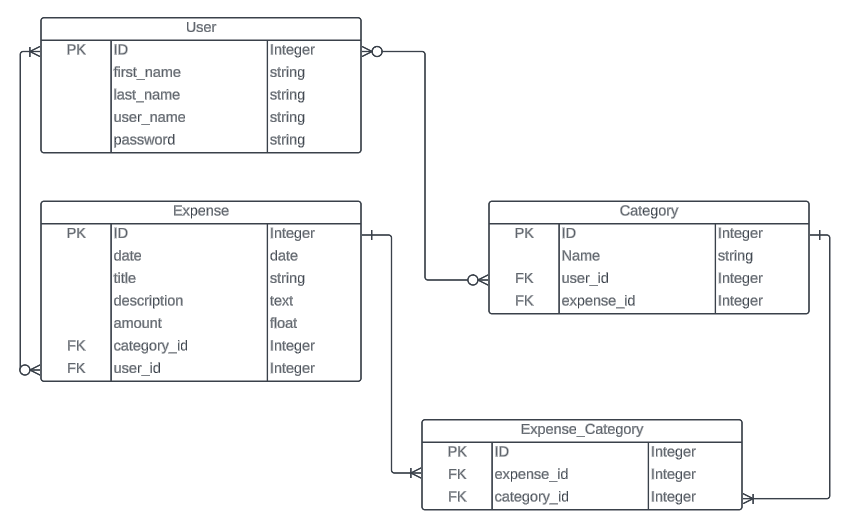 User
PK ID Integer
first_name string
last_name string
user_name string
password string
Expense
PK ID Integer
date date
title string
description text
amount float
FK category_id Integer
FK user_id Integer
Category
PK ID Integer
Name string
FK user_id Integer
FK expense_id Integer
Expense_Category
PK ID Integer
FK expense_id Integer
FK category_id Integer